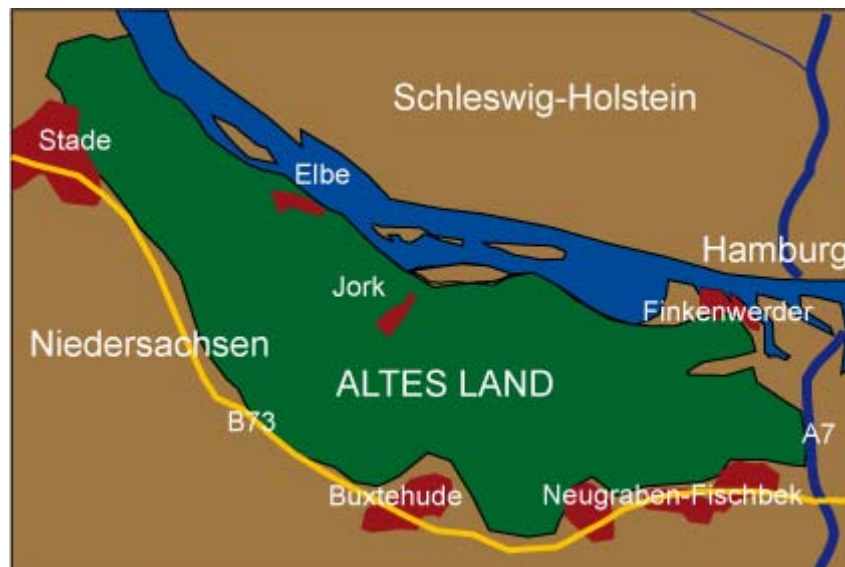 Schleswig-Holstein
Stade
Elbe
Hamburg
Jork
Finkenwerder
Niedersachsen
ALTES LAND
B73
A7
Buxtehude
Neugraben-Fischbek